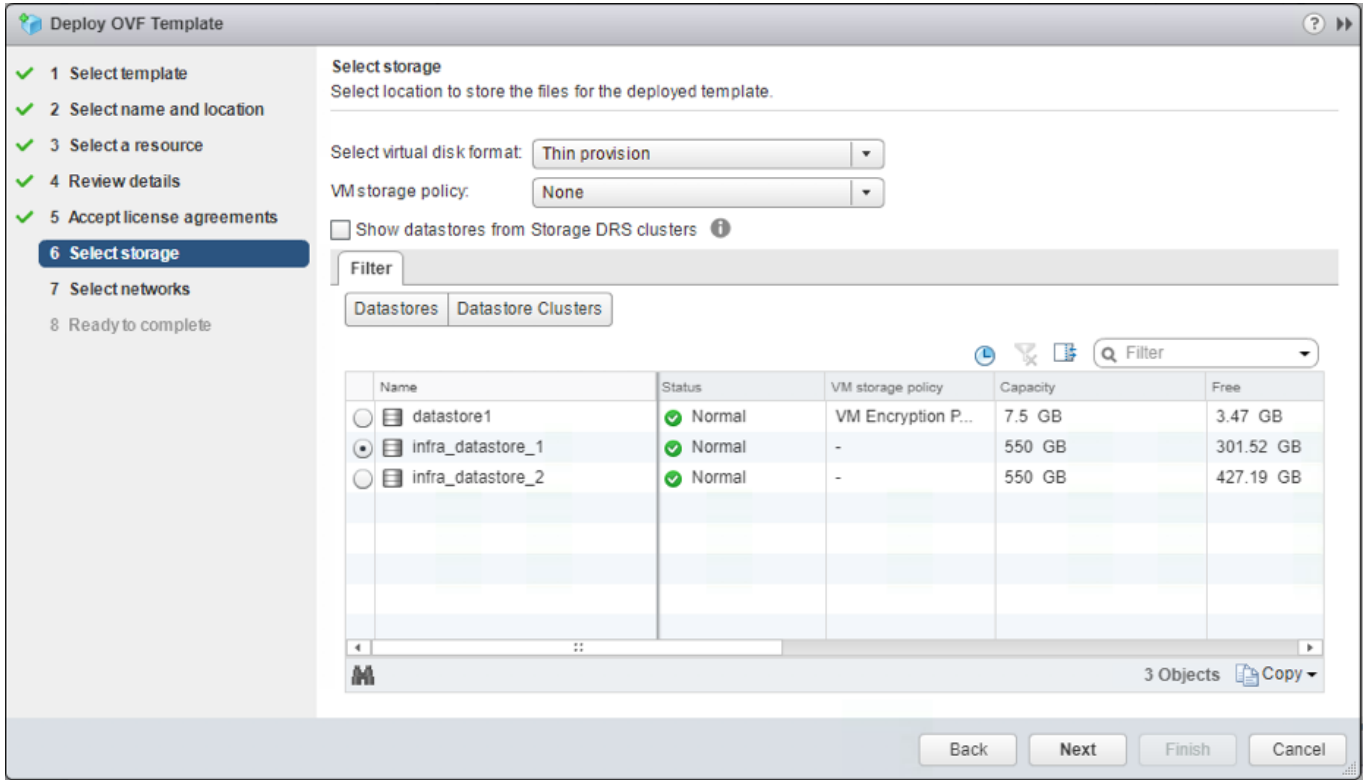 Deploy OVF Template
1 Select template
2 Select name and location
3 Select a resource
4 Review details
5 Accept license agreements
6 Select storage
7 Select networks
8 Ready to complete
Select storage
Select location to store the files for the deployed template.
Select virtual disk format: Thin provision
VM storage policy: None
Show datastores from Storage DRS clusters
Filter
Datastores Datastore Clusters
Filter
Name Status VM storage policy Capacity Free
datastore1 Normal VM Encryption P... 7.5 GB 3.47 GB
infra_datastore_1 Normal - 550 GB 301.52 GB
infra_datastore_2 Normal - 550 GB 427.19 GB
3 Objects Copy
Back Next Finish Cancel